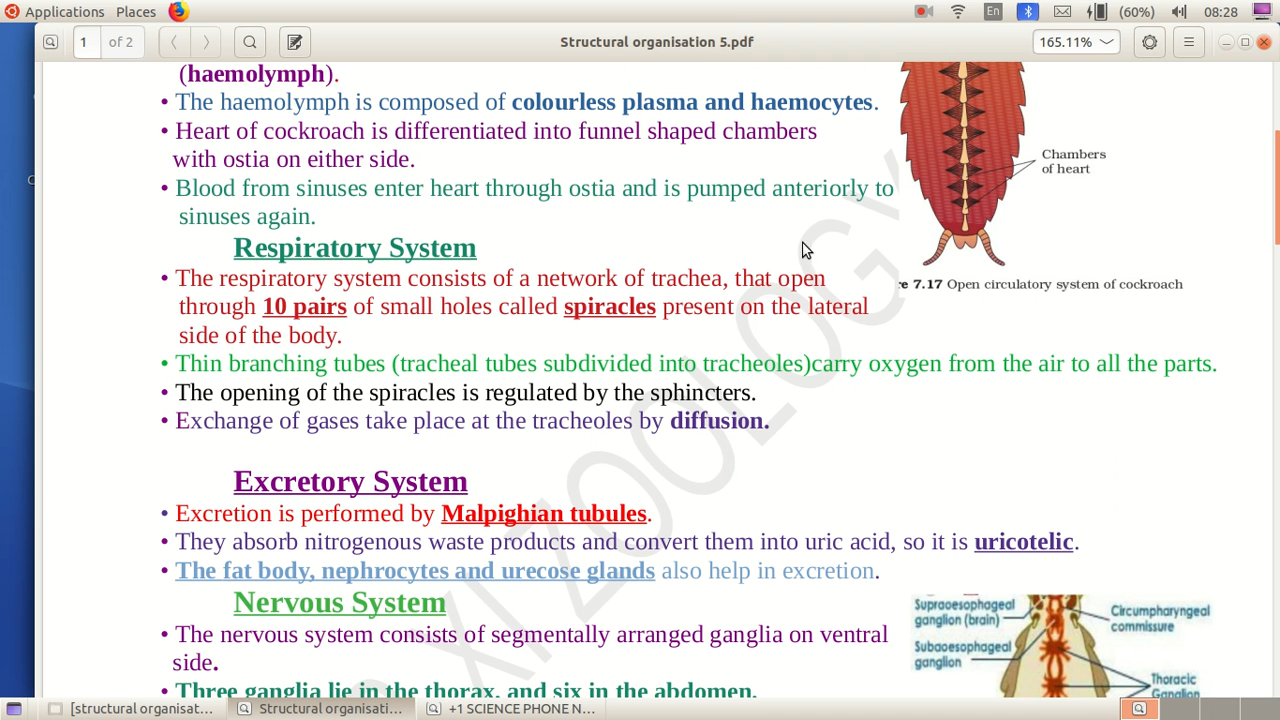 Applications Places En (60%) 08:28
1 of 2 Structural organisation 5.pdf 165.11%
(haemolymph).
• The haemolymph is composed of colourless plasma and haemocytes.
• Heart of cockroach is differentiated into funnel shaped chambers
with ostia on either side.
Chambers
of heart
• Blood from sinuses enter heart through ostia and is pumped anteriorly to
sinuses again.
Respiratory System
• The respiratory system consists of a network of trachea, that open
re 7.17 Open circulatory system of cockroach
through 10 pairs of small holes called spiracles present on the lateral
side of the body.
• Thin branching tubes (tracheal tubes subdivided into tracheoles)carry oxygen from the air to all the parts.
• The opening of the spiracles is regulated by the sphincters.
• Exchange of gases take place at the tracheoles by diffusion.
Excretory System
• Excretion is performed by Malpighian tubules.
• They absorb nitrogenous waste products and convert them into uric acid, so it is uricotelic.
• The fat body, nephrocytes and urecose glands also help in excretion.
Nervous System
Supraoesophageal
ganglion (brain)
Circumpharyngeal
commissure
• The nervous system consists of segmentally arranged ganglia on ventral
side.
Subaoesophageal
ganglion
Thoracic
Ganglion
• Three ganglia lie in the thorax, and six in the abdomen.
XI ZOOLOGY
[structural organisat... Structural organisati... +1 SCIENCE PHONE N...